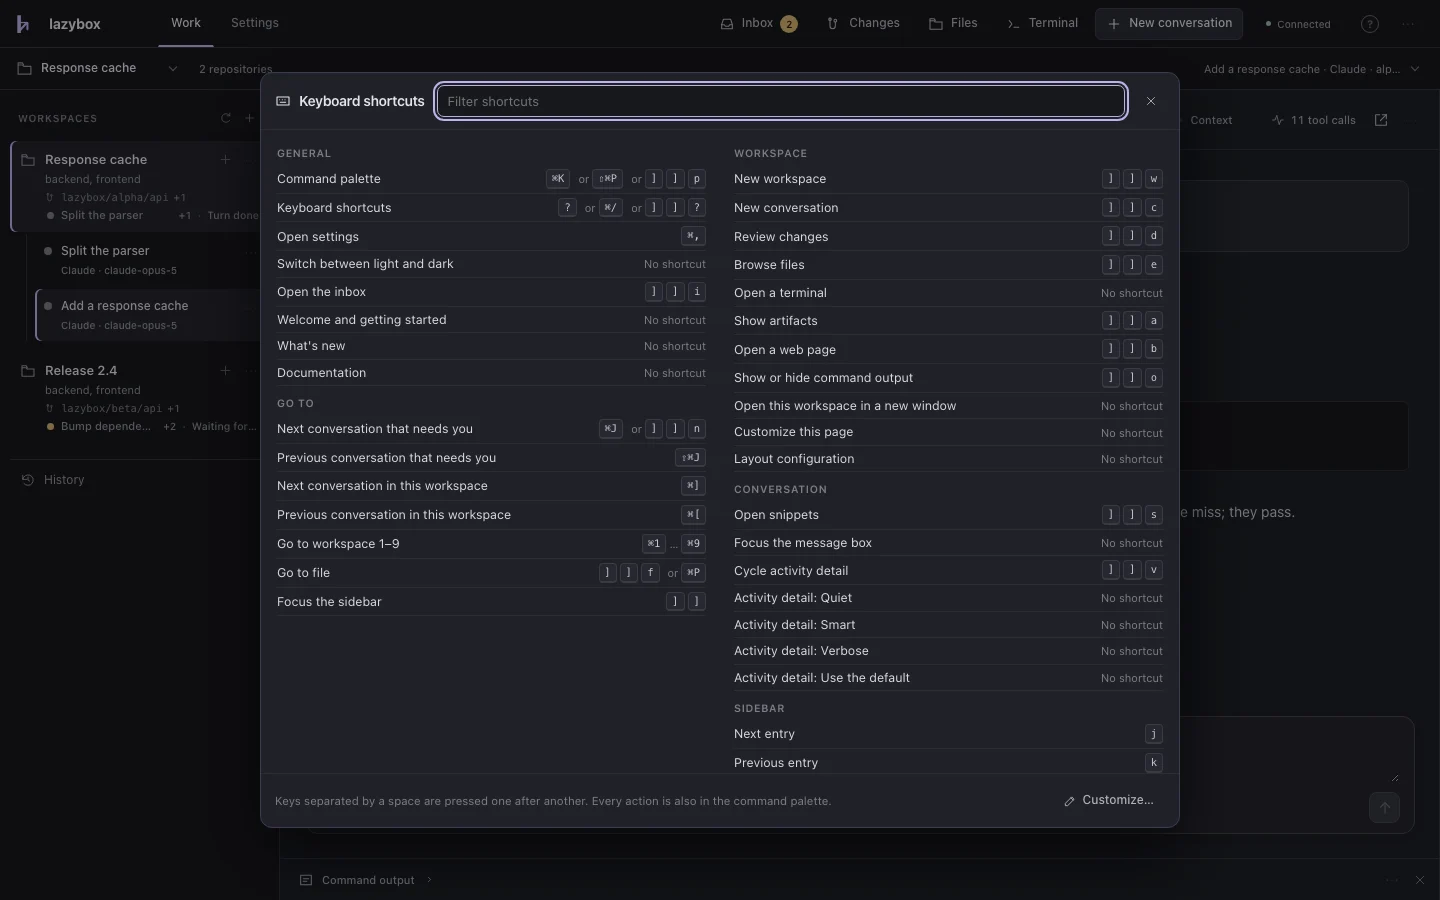 lazybox
Work
Settings
Inbox 2
Changes
Files
Terminal
New conversation
Connected
?
Response cache
2 repositories
Add a response cache · Claude · alp...
WORKSPACES
Response cache
backend, frontend
lazybox/alpha/api +1
Split the parser +1 · Turn done
Split the parser
Claude · claude-opus-5
Add a response cache
Claude · claude-opus-5
Release 2.4
backend, frontend
lazybox/beta/api +1
Bump depende... +2 · Waiting for...
History
Context
11 tool calls
e miss; they pass.
Keyboard shortcuts
Filter shortcuts
GENERAL
Command palette ⌘K or ⇧⌘P or ] ] p
Keyboard shortcuts ? or ⌘/ or ] ] ?
Open settings ⌘,
Switch between light and dark No shortcut
Open the inbox ] ] i
Welcome and getting started No shortcut
What's new No shortcut
Documentation No shortcut
GO TO
Next conversation that needs you ⌘J or ] ] n
Previous conversation that needs you ⇧⌘J
Next conversation in this workspace ⌘]
Previous conversation in this workspace ⌘[
Go to workspace 1–9 ⌘1 … ⌘9
Go to file ] ] f or ⌘P
Focus the sidebar ] ]
WORKSPACE
New workspace ] ] w
New conversation ] ] c
Review changes ] ] d
Browse files ] ] e
Open a terminal No shortcut
Show artifacts ] ] a
Open a web page ] ] b
Show or hide command output ] ] o
Open this workspace in a new window No shortcut
Customize this page No shortcut
Layout configuration No shortcut
CONVERSATION
Open snippets ] ] s
Focus the message box No shortcut
Cycle activity detail ] ] v
Activity detail: Quiet No shortcut
Activity detail: Smart No shortcut
Activity detail: Verbose No shortcut
Activity detail: Use the default No shortcut
SIDEBAR
Next entry j
Previous entry k
Keys separated by a space are pressed one after another. Every action is also in the command palette.
Customize...
Command output